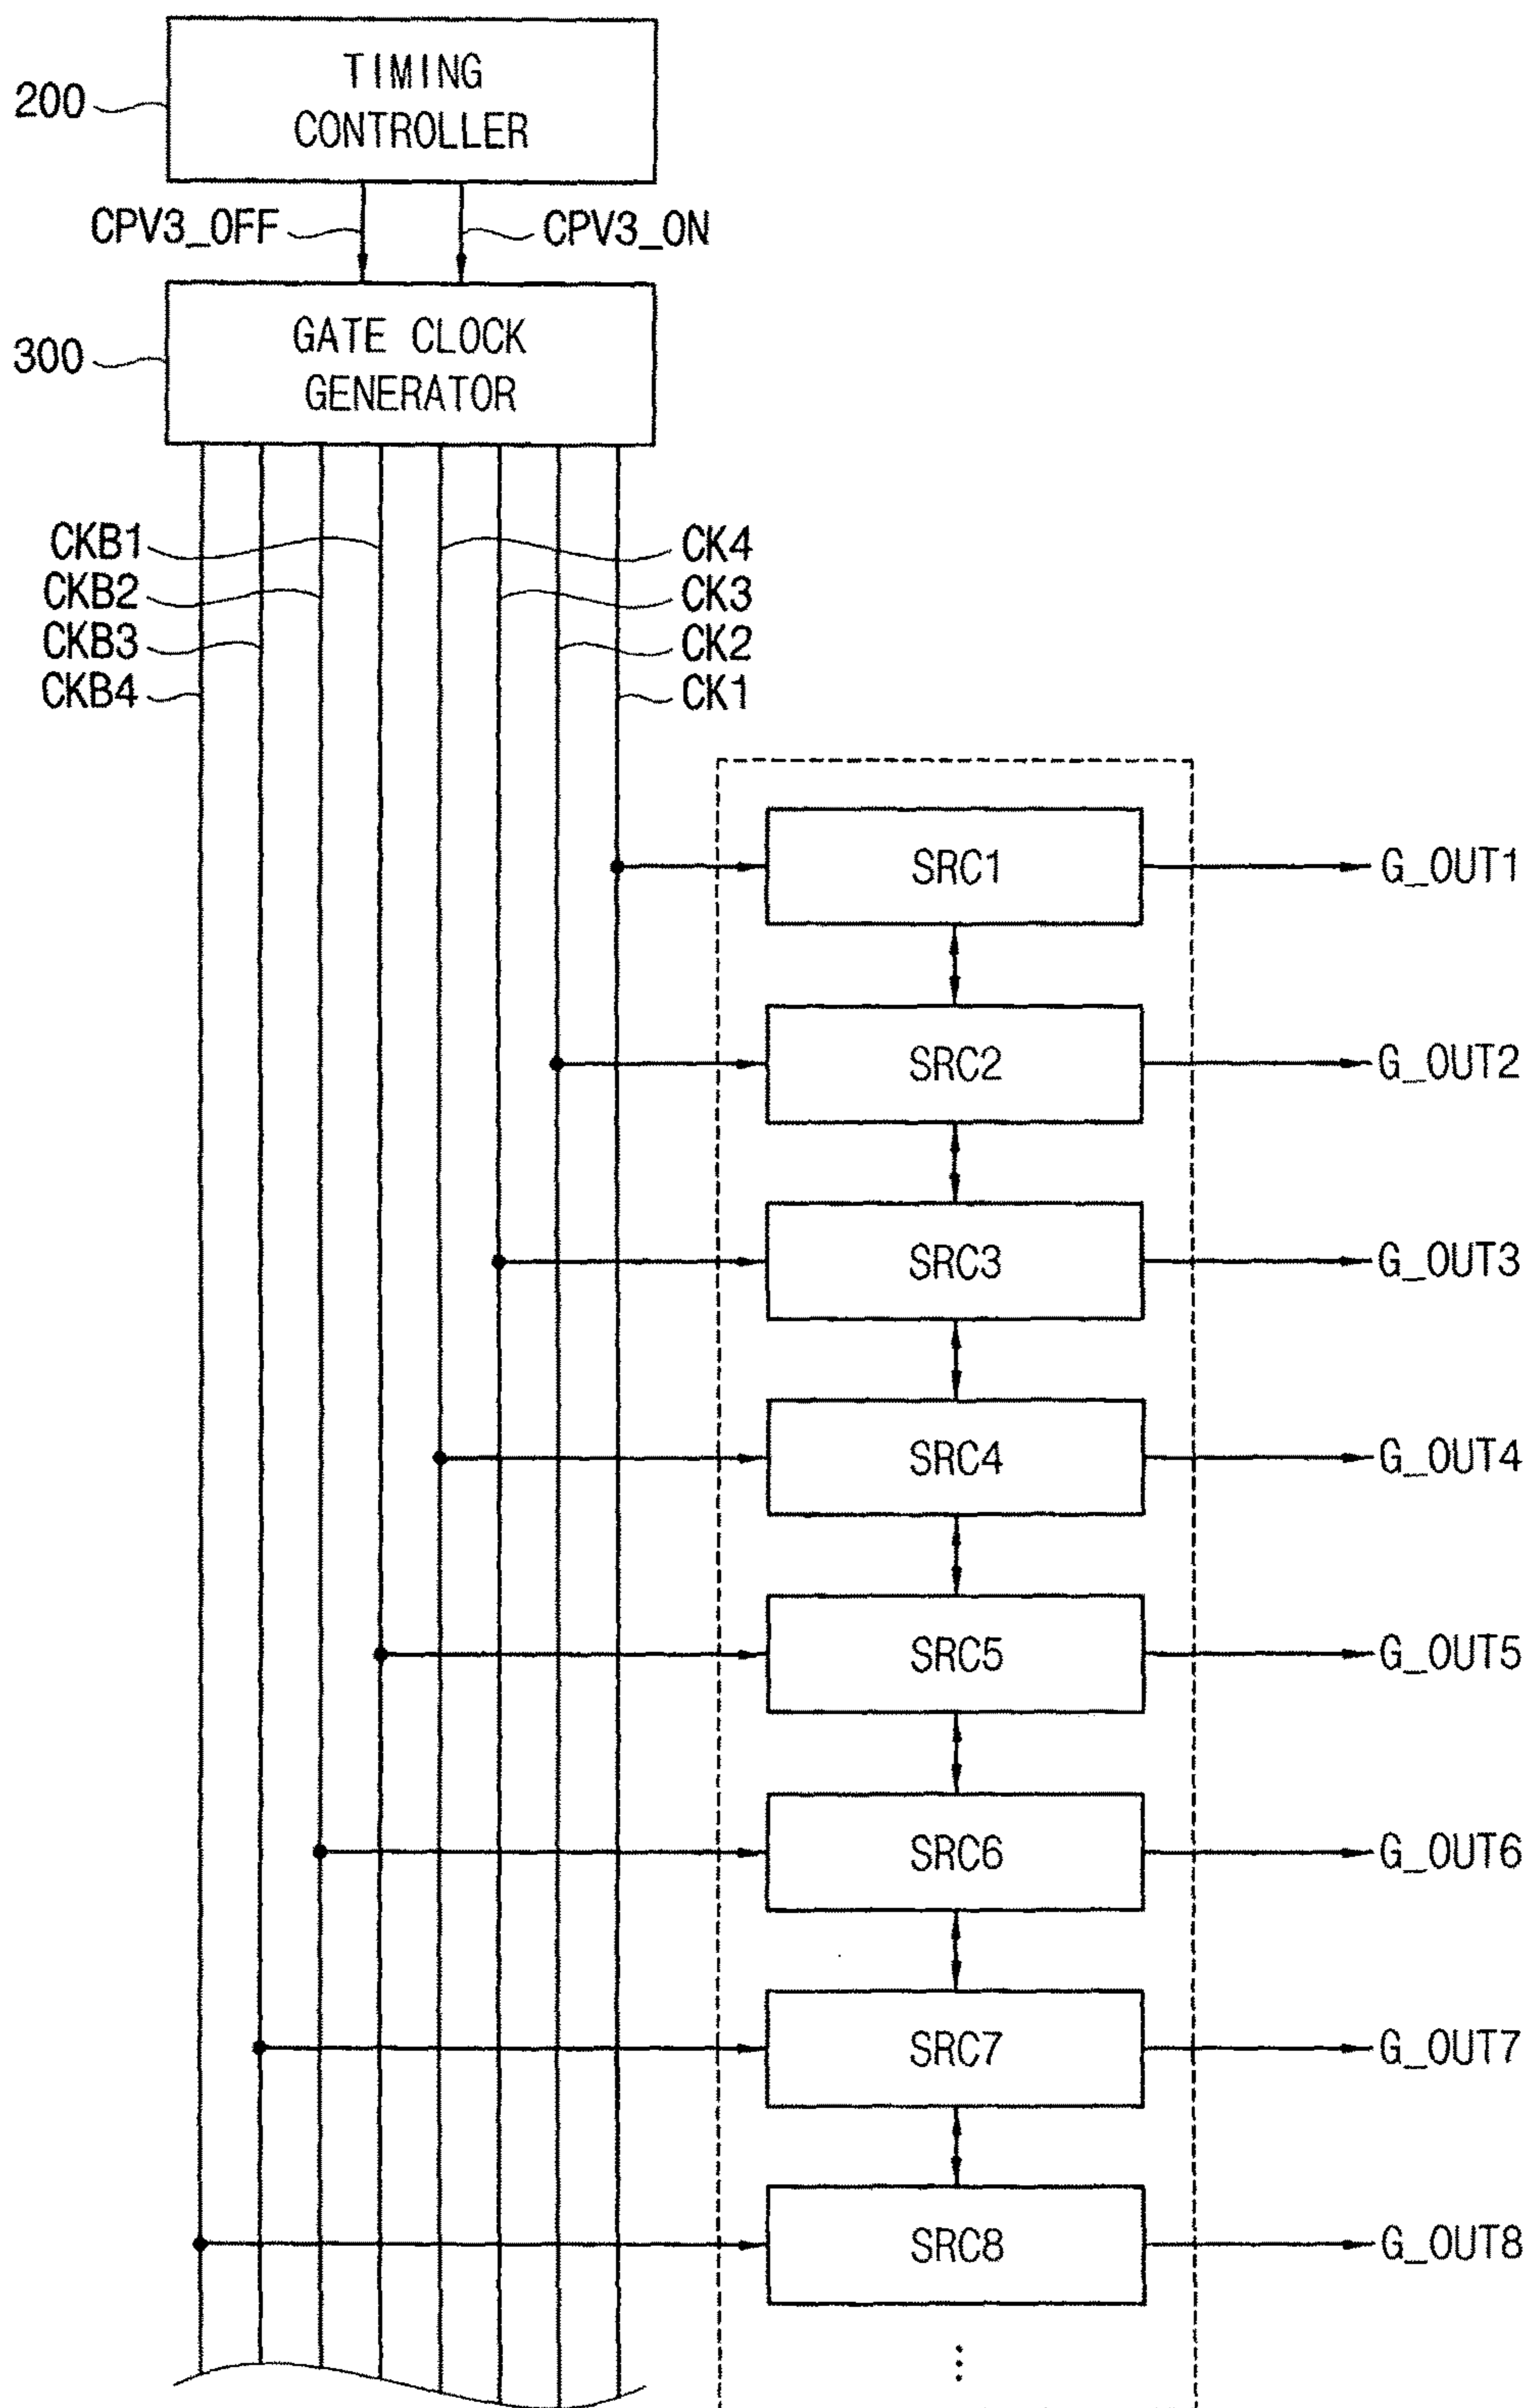 TIMING
CONTROLLER
200
CPV3_OFF
CPV3_ON
GATE CLOCK
GENERATOR
300
CKB1
CKB2
CKB3
CKB4
CK4
CK3
CK2
CK1
SRC1
G_OUT1
SRC2
G_OUT2
SRC3
G_OUT3
SRC4
G_OUT4
SRC5
G_OUT5
SRC6
G_OUT6
SRC7
G_OUT7
SRC8
G_OUT8